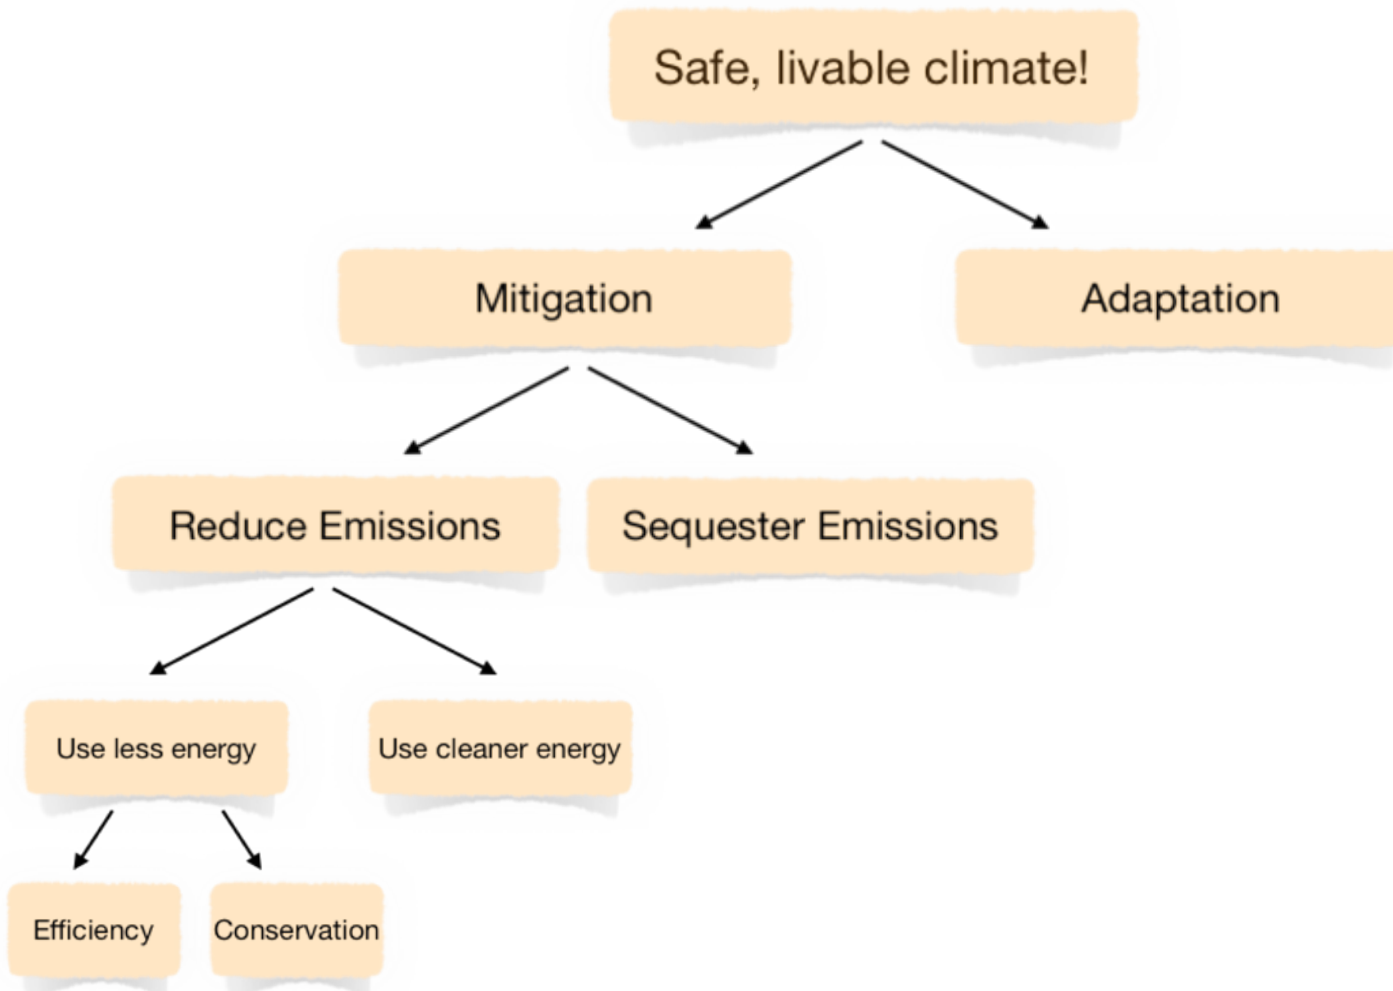 Safe, livable climate!
Mitigation
Adaptation
Reduce Emissions
Sequester Emissions
Use less energy
Use cleaner energy
Efficiency
Conservation